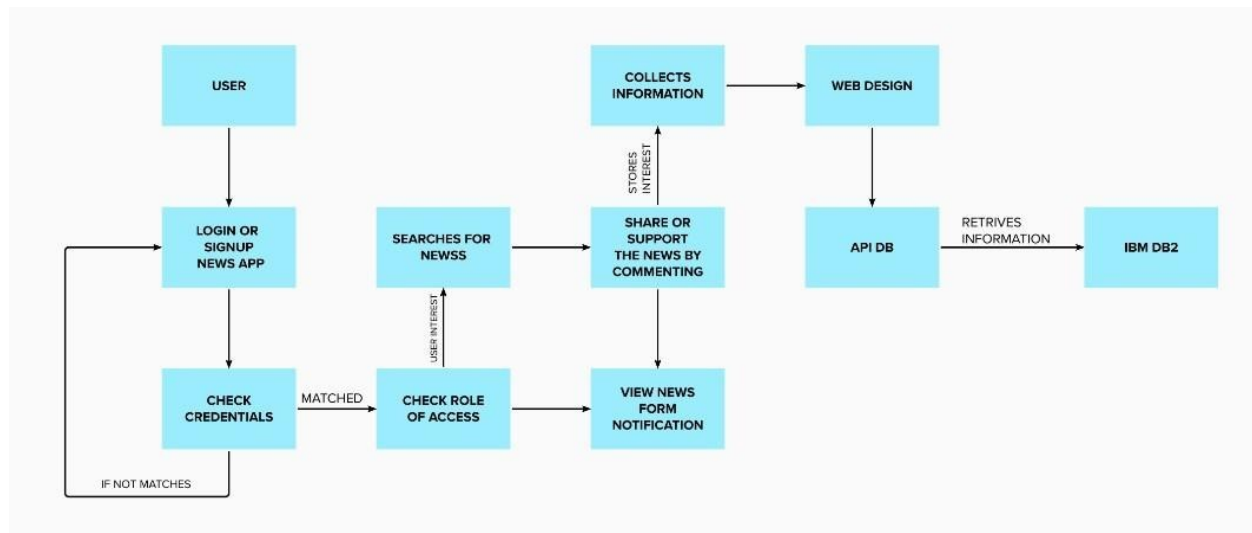 USER
COLLECTS
INFORMATION
WEB DESIGN
STORES
INTEREST
LOGIN OR
SIGNUP
NEWS APP
SEARCHES FOR
NEWSS
SHARE OR
SUPPORT
THE NEWS BY
COMMENTING
API DB
RETRIVES
INFORMATION
IBM DB2
USER INTEREST
CHECK
CREDENTIALS
MATCHED
CHECK ROLE
OF ACCESS
VIEW NEWS
FORM
NOTIFICATION
IF NOT MATCHES